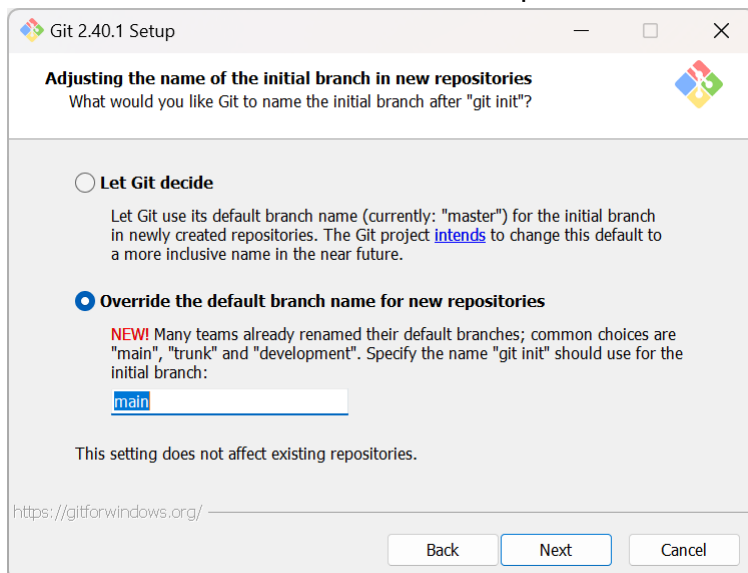 Git 2.40.1 Setup
Adjusting the name of the initial branch in new repositories
What would you like Git to name the initial branch after "git init"?
Let Git decide
Let Git use its default branch name (currently: "master") for the initial branch
in newly created repositories. The Git project intends to change this default to
a more inclusive name in the near future.
Override the default branch name for new repositories
NEW! Many teams already renamed their default branches; common choices are
"main", "trunk" and "development". Specify the name "git init" should use for the
initial branch:
main
This setting does not affect existing repositories.
https://gitforwindows.org/
Back Next Cancel